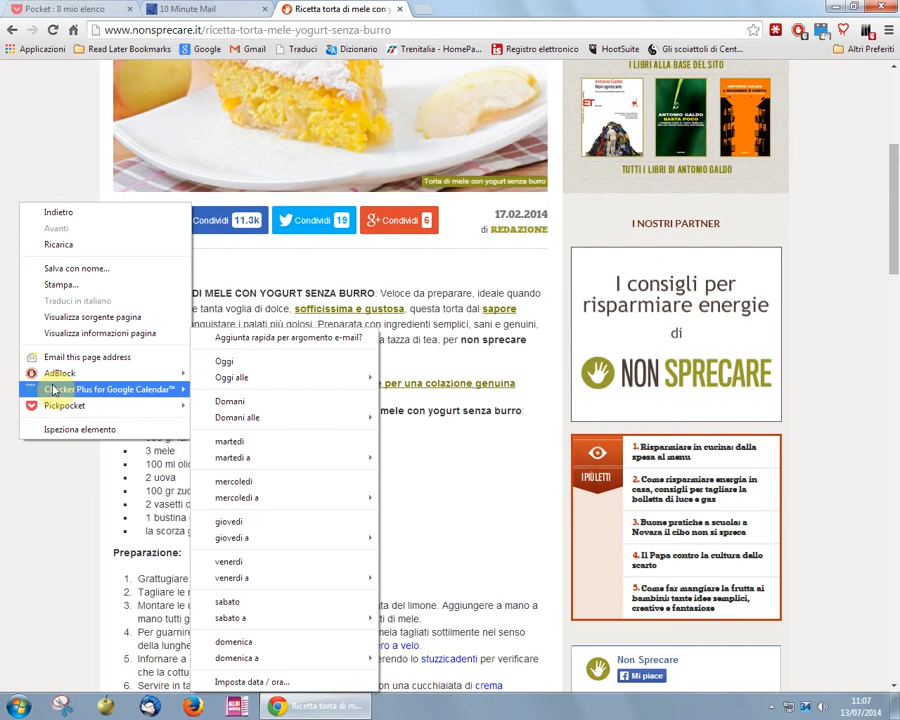 Pocket : Il mio elenco
10 Minute Mail
Ricetta torta di mele con y
www.nonsprecare.it/ricetta-torta-mele-yogurt-senza-burro
Applicazioni
Read Later Bookmarks
Google
Gmail
Traduci
Dizionario
Trenitalia - HomePa...
Registro elettronico
HootSuite
Gli scoiattoli di Cent...
Altri Preferiti
Torta di mele con yogurt senza burro
I LIBRI ALLA BASE DEL SITO
Antonio Galdo
Non sprecare
ET
ANTONIO GALDO
BASTA POCO
TUTTI I LIBRI DI ANTONIO GALDO
Condividi 11.3k
Condividi 19
Condividi 6
17.02.2014
di REDAZIONE
I NOSTRI PARTNER
I consigli per
risparmiare energie
di
NON SPRECARE
Indietro
Avanti
Ricarica
Salva con nome...
Stampa...
Traduci in italiano
Visualizza sorgente pagina
Visualizza informazioni pagina
Email this page address
AdBlock
Checker Plus for Google Calendar™
Pickpocket
Ispeziona elemento
DI MELE CON YOGURT SENZA BURRO: Veloce da preparare, ideale quando
e tanta voglia di dolce, sofficissima e gustosa, questa torta dal sapore
nquistare i palati più golosi. Preparata con ingredienti semplici, sani e genuini,
a tazza di tea, per non sprecare
e per una colazione genuina
mele con yogurt senza burro:
Aggiunta rapida per argomento e-mail?
Oggi
Oggi alle
Domani
Domani alle
martedì
martedì a
mercoledì
mercoledì a
giovedì
giovedì a
venerdì
venerdì a
sabato
sabato a
domenica
domenica a
Imposta data / ora...
3 mele
100 ml olio
2 uova
100 gr zuc
2 vasetti c
1 bustina
la scorza g
Preparazione:
1. Grattugiare
2. Tagliare le m
3. Montare le u
ata del limone. Aggiungere a mano a
mano tutti g
ti di mele.
4. Per guarnire
mela tagliati sottilmente nel senso
della lunghe
ro a velo.
5. Infornare a
rendo lo stuzzicadenti per verificare
che la cottu
6. Servire in ta
con una cucchiaiata di crema
I PIÙ LETTI
1. Risparmiare in cucina: dalla
spesa al menu
2. Come risparmiare energia in
casa, consigli per tagliare la
bolletta di luce e gas
3. Buone pratiche a scuola: a
Novara il cibo non si spreca
4. Il Papa contro la cultura dello
scarto
5. Come far mangiare la frutta ai
bambini: tante idee semplici,
creative e fantasiose
Non Sprecare
Mi piace
Ricetta torta di m...
34
11:07
13/07/2014